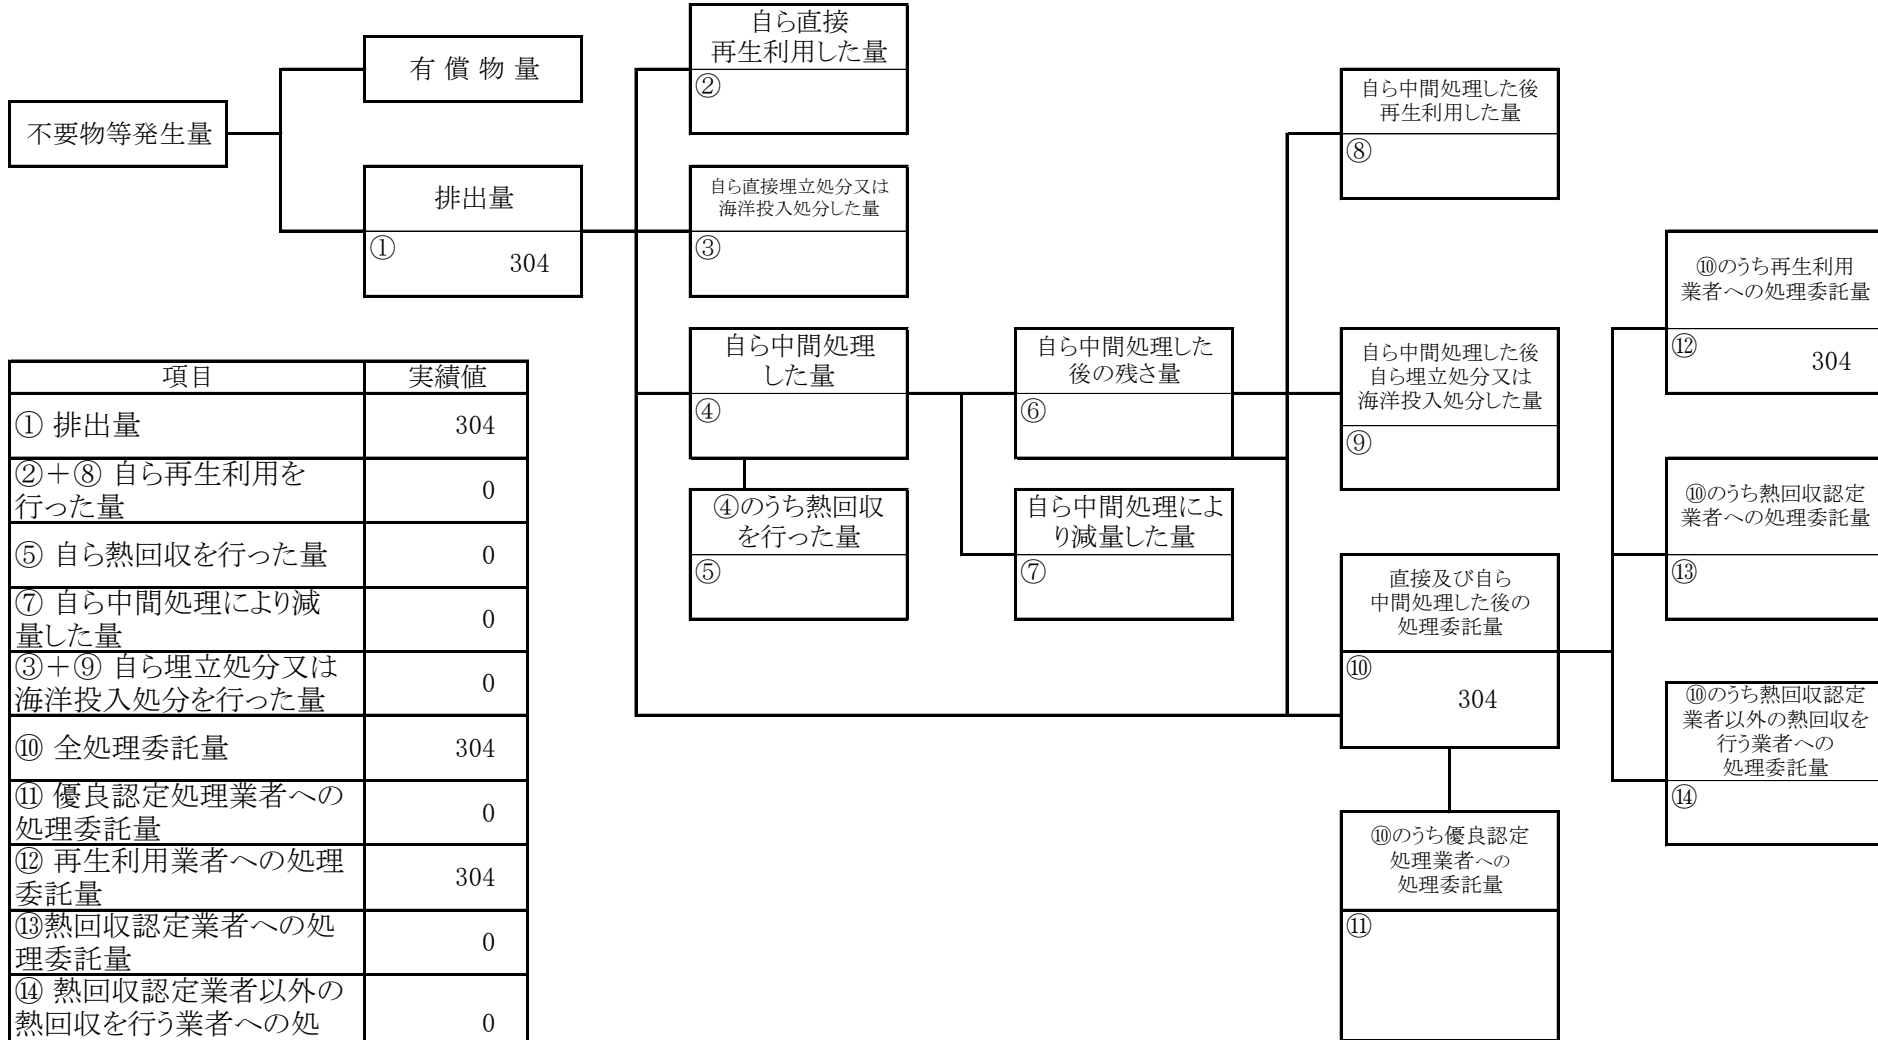 不要物等発生量
有 償 物 量
排出量
①
304
自ら直接
再生利用した量
②
自ら直接埋立処分又は
海洋投入処分した量
③
自ら中間処理
した量
④
④のうち熱回収
を行った量
⑤
自ら中間処理した
後の残さ量
⑥
自ら中間処理によ
り減量した量
⑦
自ら中間処理した後
再生利用した量
⑧
自ら中間処理した後
自ら埋立処分又は
海洋投入処分した量
⑨
直接及び自ら
中間処理した後の
処理委託量
⑩
304
⑩のうち優良認定
処理業者への
処理委託量
⑪
⑩のうち再生利用
業者への処理委託量
⑫
304
⑩のうち熱回収認定
業者への処理委託量
⑬
⑩のうち熱回収認定
業者以外の熱回収を
行う業者への
処理委託量
⑭
項目 実績値
① 排出量 304
②＋⑧ 自ら再生利用を
行った量 0
⑤ 自ら熱回収を行った量 0
⑦ 自ら中間処理により減
量した量 0
③＋⑨ 自ら埋立処分又は
海洋投入処分を行った量 0
⑩ 全処理委託量 304
⑪ 優良認定処理業者への
処理委託量 0
⑫ 再生利用業者への処理
委託量 304
⑬熱回収認定業者への処
理委託量 0
⑭ 熱回収認定業者以外の
熱回収を行う業者への処 0